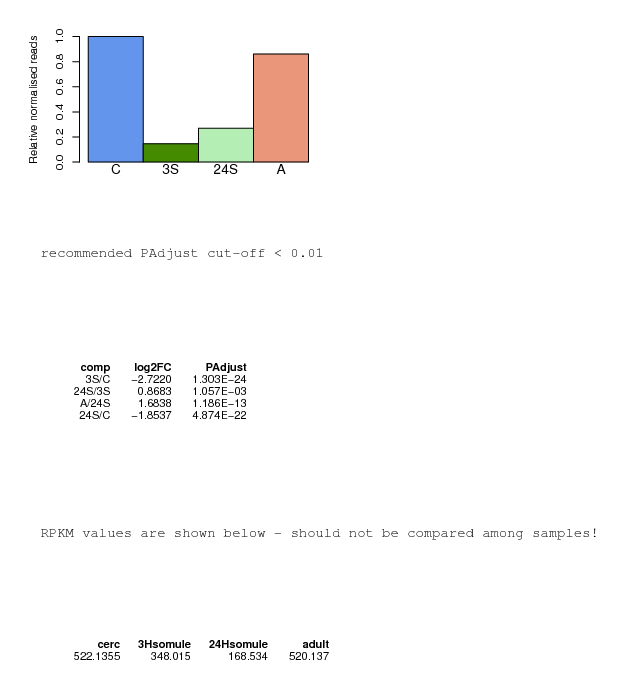 Relative normalised reads
1.0
0.8
0.6
0.4
0.2
0.0
C 3S 24S A
recommended PAdjust cut-off < 0.01
comp log2FC PAdjust
3S/C −2.7220 1.303E−24
24S/3S 0.8683 1.057E−03
A/24S 1.6838 1.186E−13
24S/C −1.8537 4.874E−22
RPKM values are shown below - should not be compared among samples!
cerc 3Hsomule 24Hsomule adult
522.1355 348.015 168.534 520.137